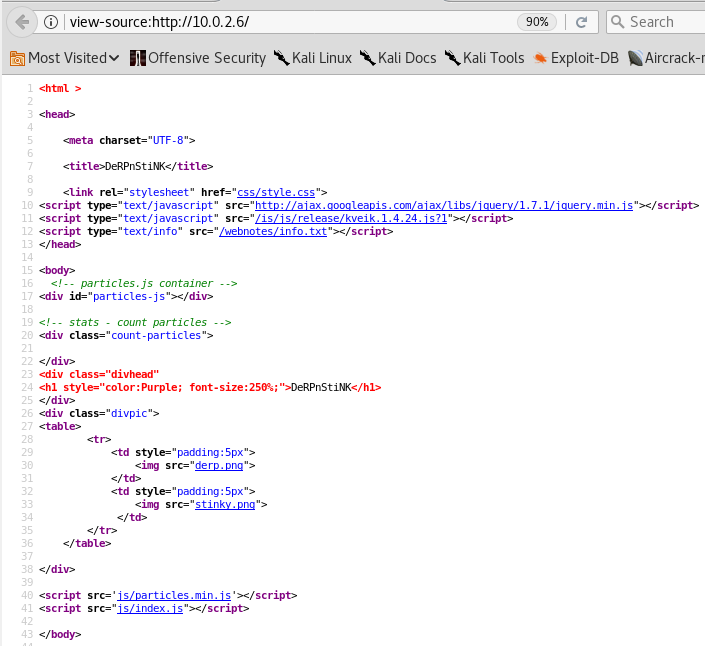 view-source:http://10.0.2.6/ 90% Search
Most Visited Offensive Security Kali Linux Kali Docs Kali Tools Exploit-DB Aircrack-n
1 <html >
2
3 <head>
4
5 <meta charset="UTF-8">
6
7 <title>DeRPnStiNK</title>
8
9 <link rel="stylesheet" href="css/style.css">
10 <script type="text/javascript" src="http://ajax.googleapis.com/ajax/libs/jquery/1.7.1/jquery.min.js"></script>
11 <script type="text/javascript" src="/js/js/release/kveik.1.4.24.js?1"></script>
12 <script type="text/info" src="/webnotes/info.txt"></script>
13 </head>
14
15 <body>
16 <!-- particles.js container -->
17 <div id="particles-js"></div>
18
19 <!-- stats - count particles -->
20 <div class="count-particles">
21
22 </div>
23 <div class="divhead"
24 <h1 style="color:Purple; font-size:250%;">DeRPnStiNK</h1>
25 </div>
26 <div class="divpic">
27 <table>
28 <tr>
29 <td style="padding:5px">
30 <img src="derp.png">
31 </td>
32 <td style="padding:5px">
33 <img src="stinky.png">
34 </td>
35 </tr>
36 </table>
37
38 </div>
39
40 <script src='js/particles.min.js'></script>
41 <script src="js/index.js"></script>
42
43 </body>